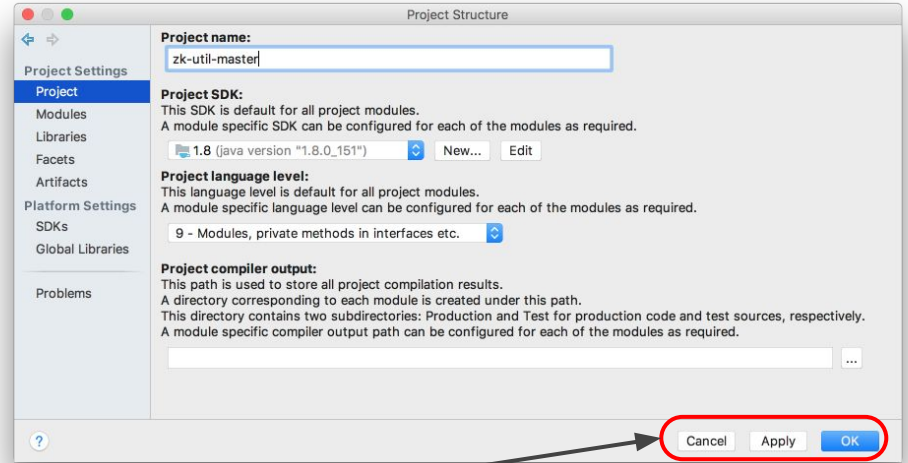 Project Structure
Project Settings
Project
Modules
Libraries
Facets
Artifacts
Platform Settings
SDKs
Global Libraries
Problems
Project name:
zk-util-master
Project SDK:
This SDK is default for all project modules.
A module specific SDK can be configured for each of the modules as required.
1.8 (java version "1.8.0_151")
New...
Edit
Project language level:
This language level is default for all project modules.
A module specific language level can be configured for each of the modules as required.
9 - Modules, private methods in interfaces etc.
Project compiler output:
This path is used to store all project compilation results.
A directory corresponding to each module is created under this path.
This directory contains two subdirectories: Production and Test for production code and test sources, respectively.
A module specific compiler output path can be configured for each of the modules as required.
...
?
Cancel
Apply
OK